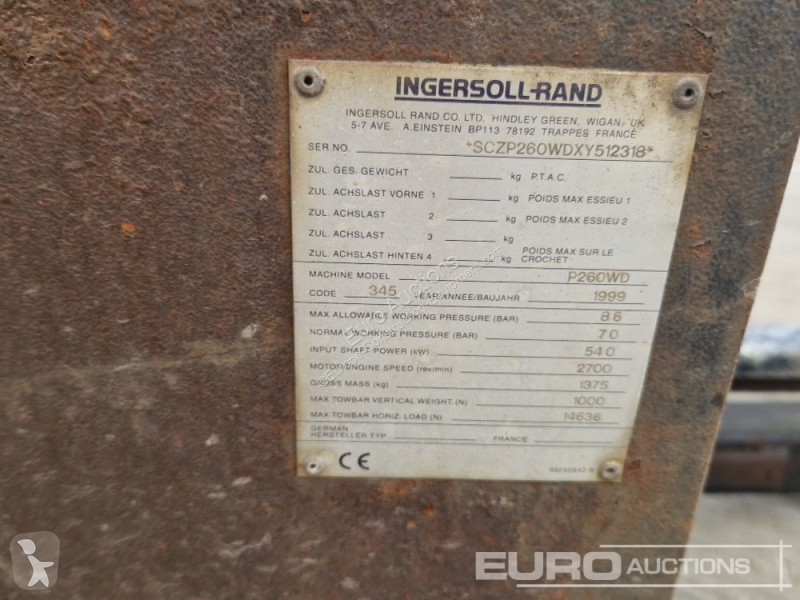 INGERSOLL-RAND
INGERSOLL RAND CO. LTD, HINDLEY GREEN, WIGAN, UK
5-7 AVE. A.EINSTEIN BP113 78192 TRAPPES FRANCE
SER NO. *SCZP260WDXY512318*
ZUL. GES. GEWICHT kg P.T.A.C.
ZUL. ACHSLAST VORNE 1 kg POIDS MAX ESSIEU 1
ZUL. ACHSLAST 2 kg POIDS MAX ESSIEU 2
ZUL. ACHSLAST 3 kg
ZUL. ACHSLAST HINTEN 4 kg POIDS MAX SUR LE CROCHET
MACHINE MODEL P260WD
CODE 345 YEAR/ANNEE/BAUJAHR 1999
MAX ALLOWABLE WORKING PRESSURE (BAR) 8 6
NORMAL WORKING PRESSURE (BAR) 7 0
INPUT SHAFT POWER (kW) 54 0
MOTOR/ENGINE SPEED (rev/min) 2700
GROSS MASS (kg) 1375
MAX TOWBAR VERTICAL WEIGHT (N) 1000
MAX TOWBAR HORIZ. LOAD (N) 14636
GERMAN
HERSTELLER TYP FRANCE
CE
EURO AUCTIONS